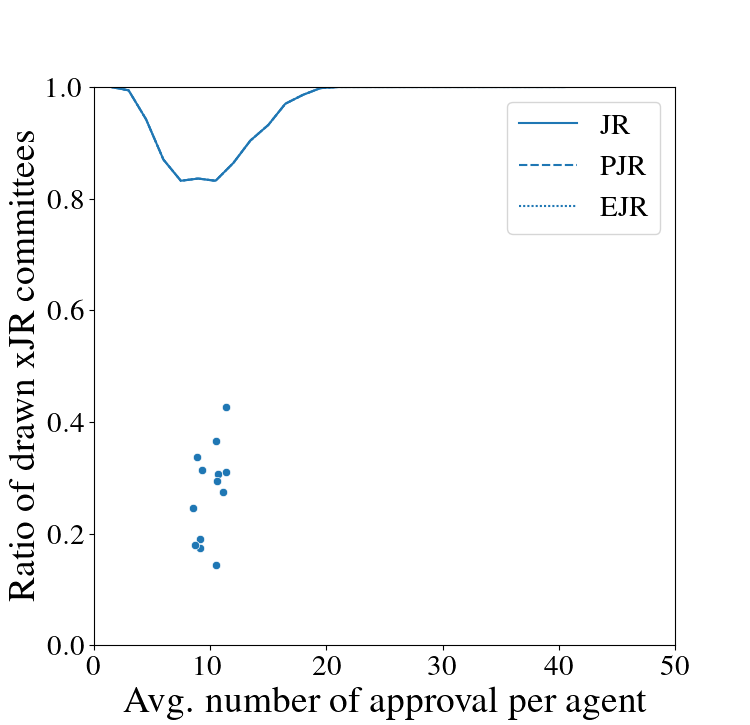 Ratio of drawn xJR committees
1.0
0.8
0.6
0.4
0.2
0.0
JR
PJR
EJR
0 10 20 30 40 50
Avg. number of approval per agent